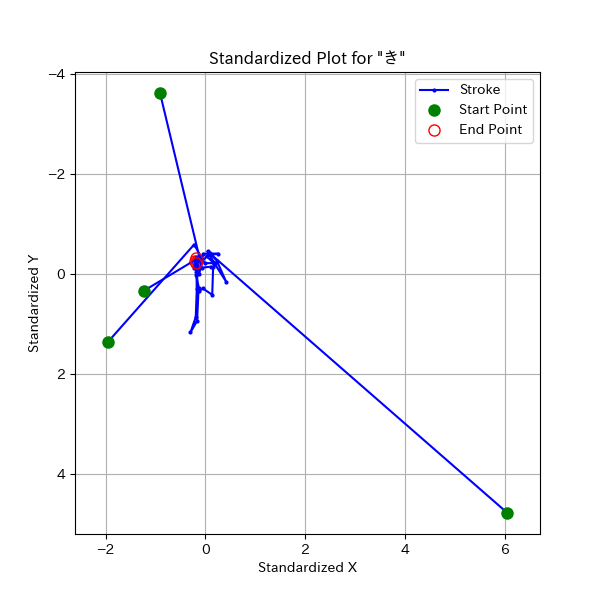 Standardized Plot for "き"
Stroke
Start Point
End Point
−4
−2
0
2
4
Standardized Y
−2 0 2 4 6
Standardized X